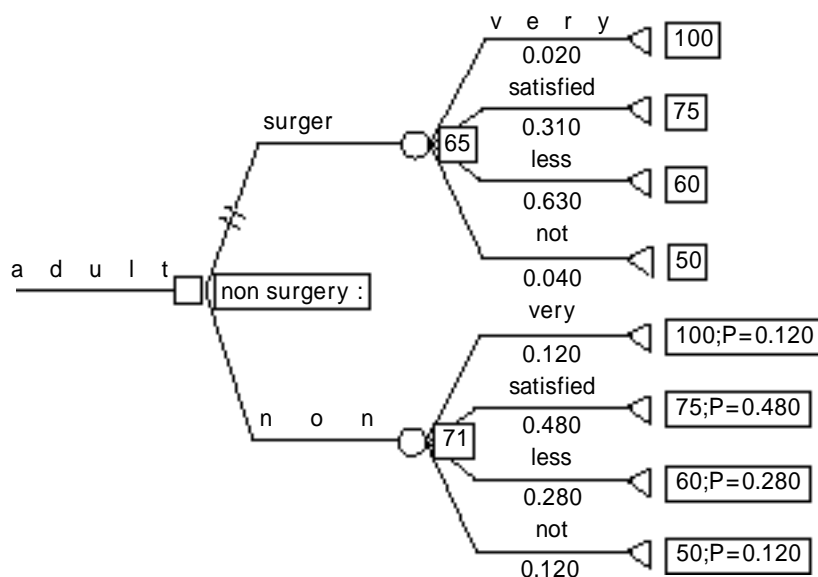 v e r y
100
0.020
satisfied
75
surger
0.310
65
less
60
0.630
not
50
a d u l t
non surgery :
0.040
very
100;P=0.120
0.120
satisfied
75;P=0.480
n o n
0.480
71
less
60;P=0.280
0.280
not
50;P=0.120
0.120